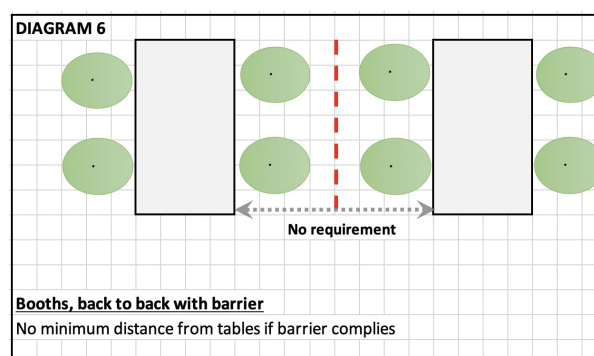 DIAGRAM 6
No requirement
Booths, back to back with barrier
No minimum distance from tables if barrier complies